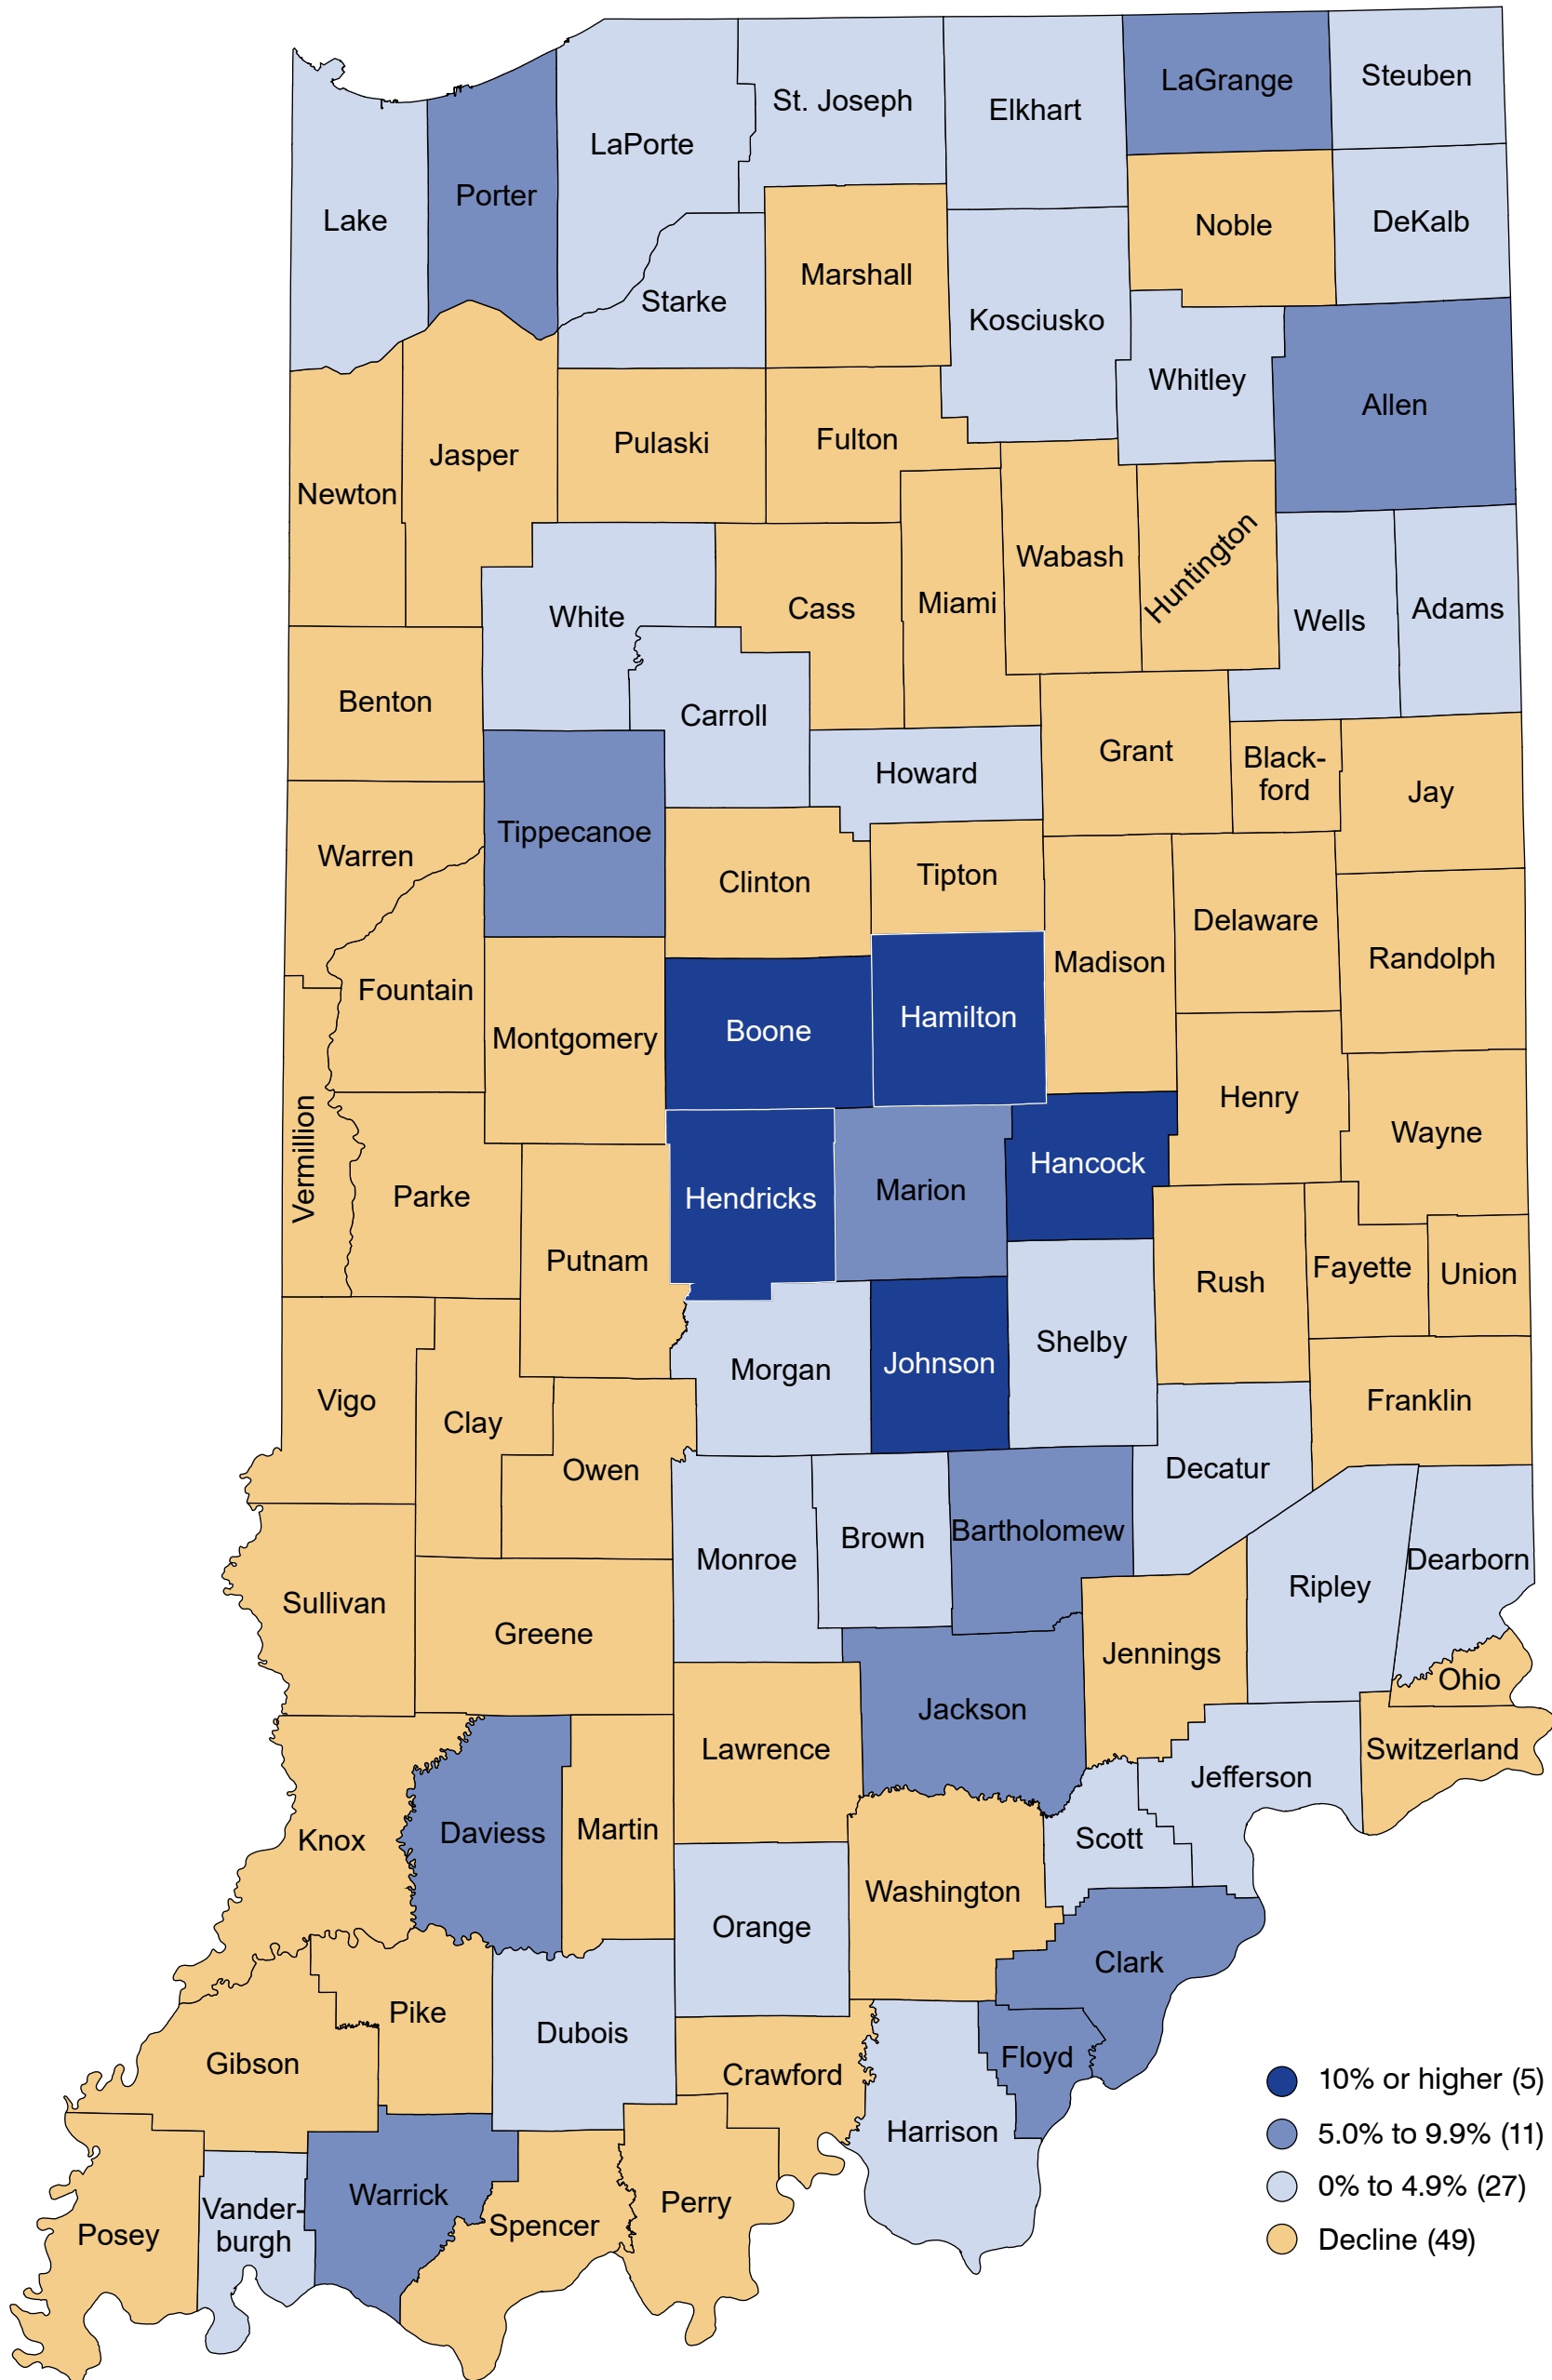 LaGrange
Steuben
St. Joseph
Elkhart
LaPorte
Porter
Lake
DeKalb
Noble
Marshall
Starke
Kosciusko
Whitley
Allen
Fulton
Pulaski
Jasper
Newton
Wabash
Huntington
Miami
Cass
White
Wells
Adams
Benton
Carroll
Grant
Howard
Black-
ford
Jay
Tippecanoe
Warren
Clinton
Tipton
Delaware
Randolph
Madison
Fountain
Montgomery
Boone
Hamilton
Henry
Wayne
Vermillion
Parke
Hendricks
Marion
Hancock
Putnam
Rush
Fayette
Union
Shelby
Morgan
Johnson
Vigo
Clay
Franklin
Owen
Decatur
Monroe
Brown
Bartholomew
Ripley
Dearborn
Sullivan
Greene
Jennings
Ohio
Jackson
Lawrence
Switzerland
Jefferson
Knox
Daviess
Martin
Scott
Washington
Orange
Clark
Pike
Dubois
Gibson
Crawford
Floyd
Harrison
Warrick
Perry
Vander-
burgh
Spencer
Posey
10% or higher (5)
5.0% to 9.9% (11)
0% to 4.9% (27)
Decline (49)